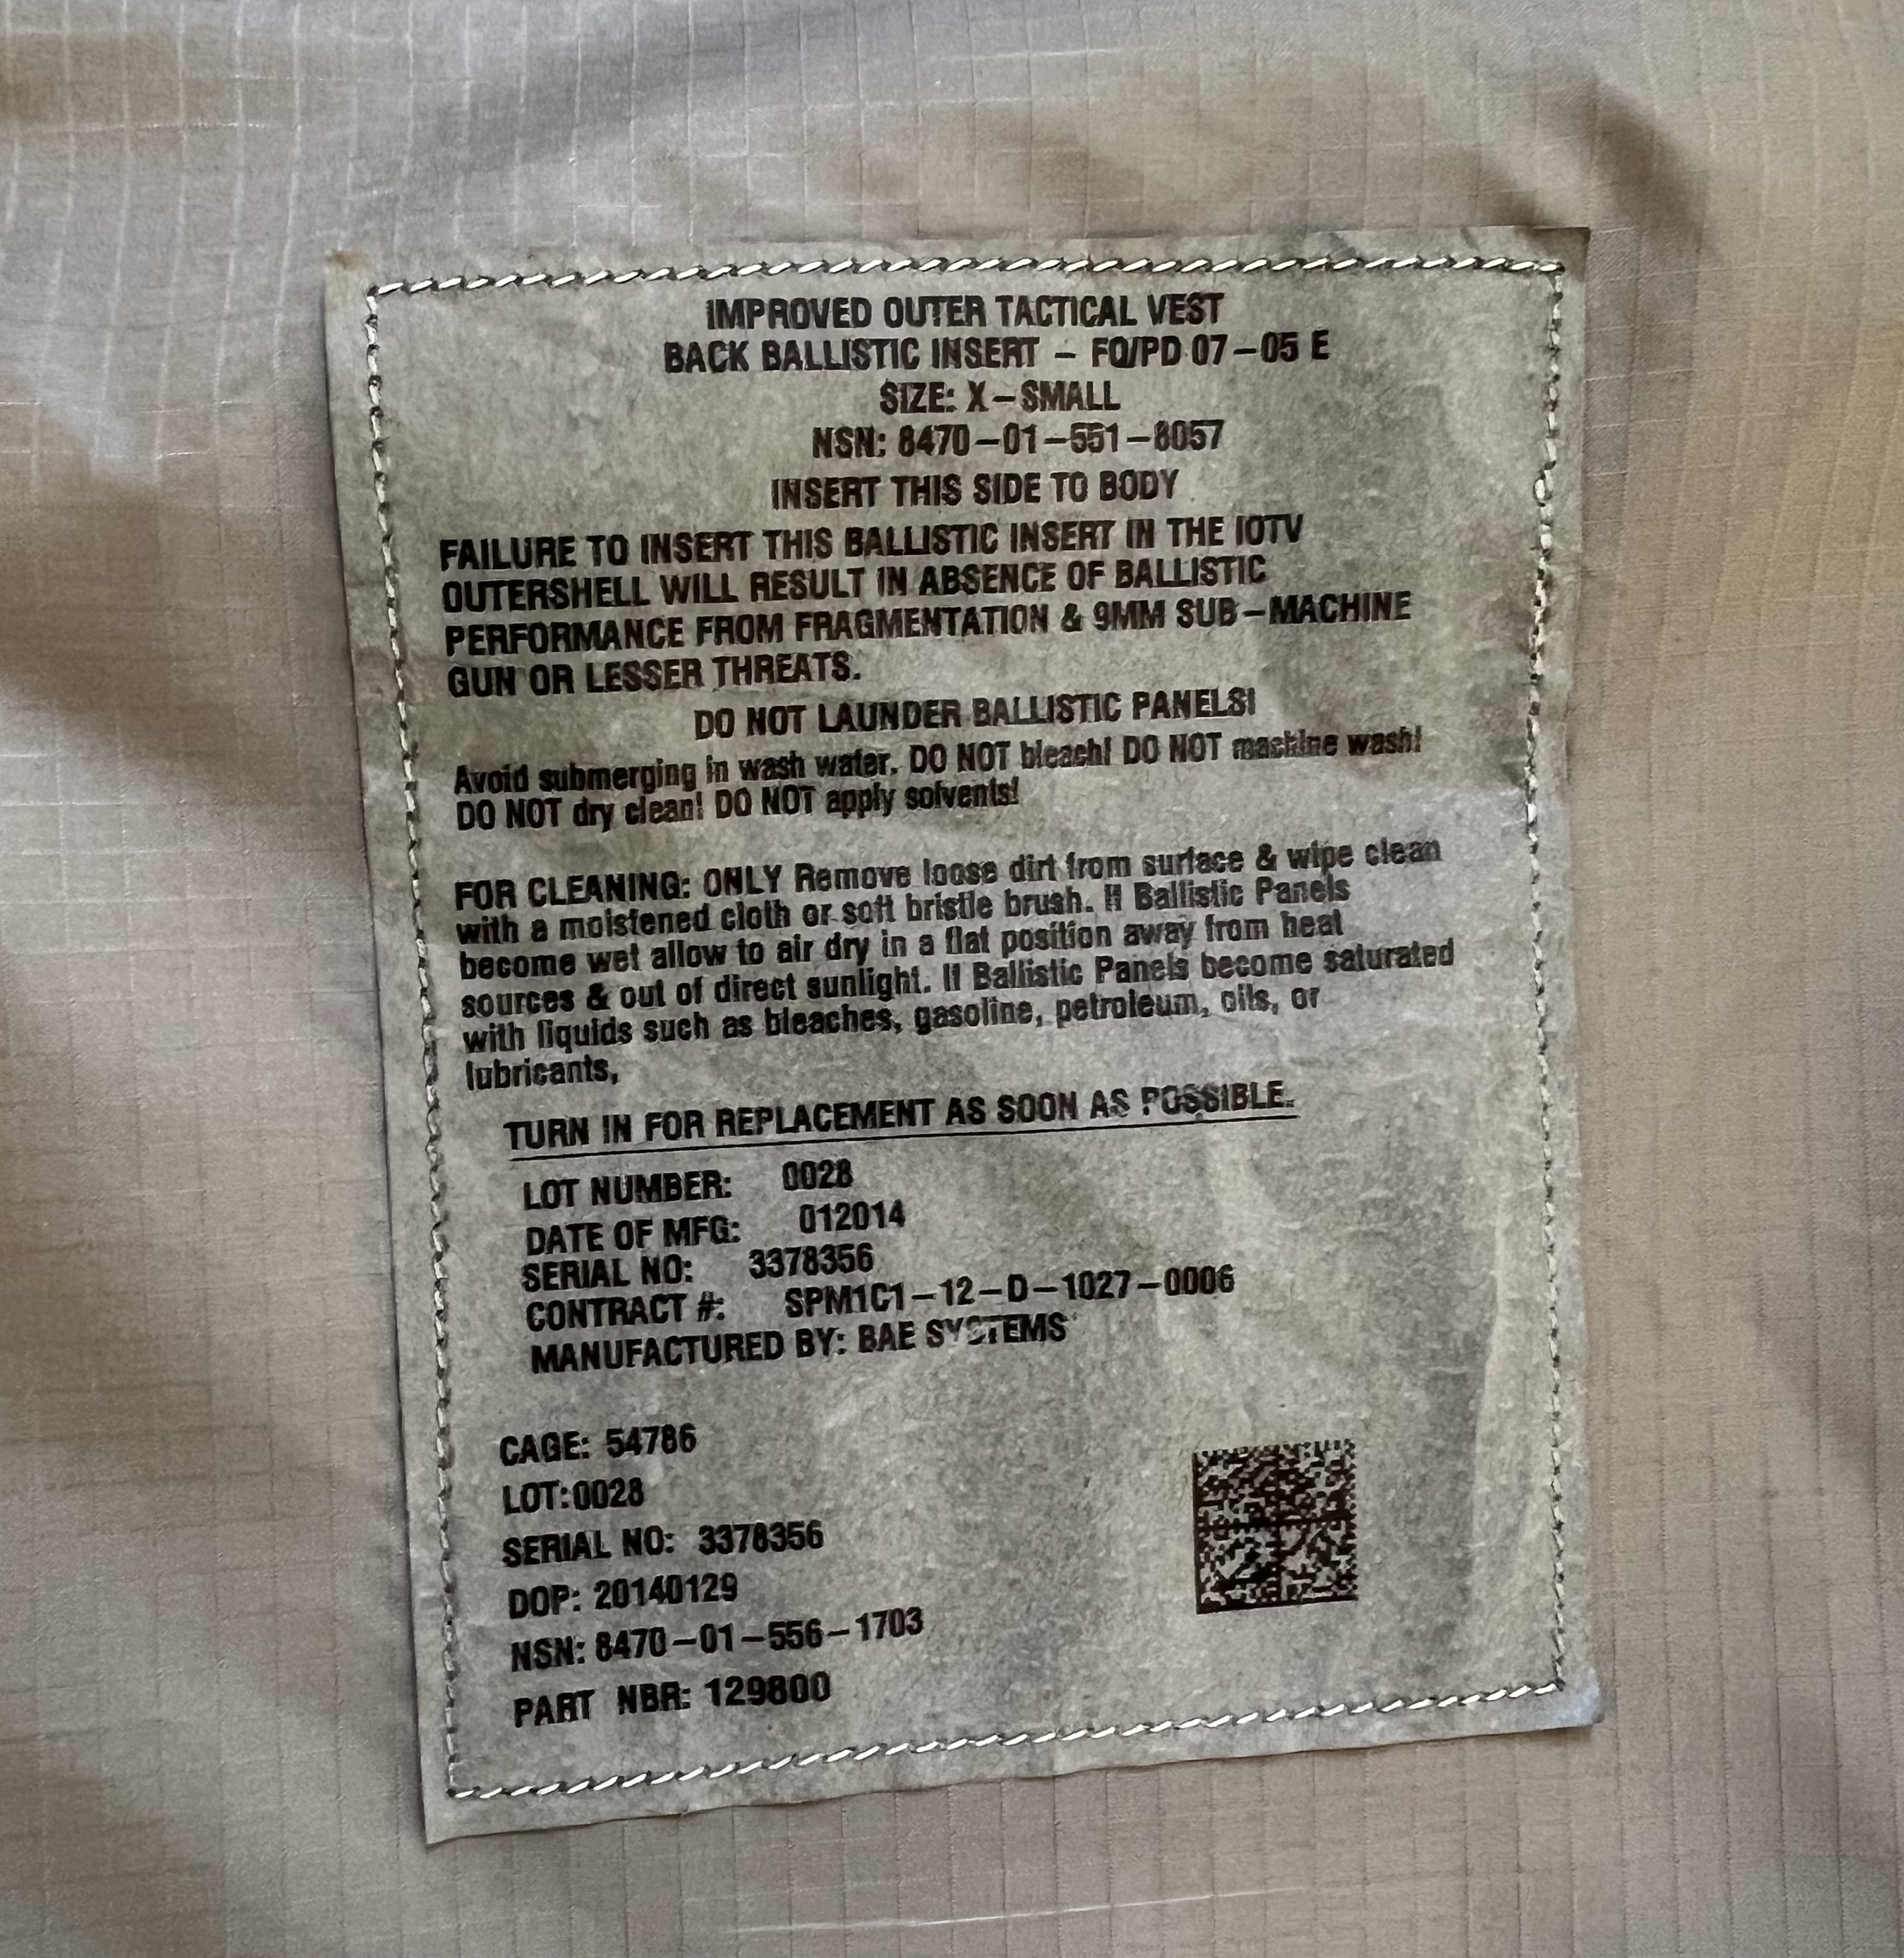 IMPROVED OUTER TACTICAL VEST
BACK BALLISTIC INSERT – FQ/PD 07–05 E
SIZE: X–SMALL
NSN: 8470–01–551–8057
INSERT THIS SIDE TO BODY
FAILURE TO INSERT THIS BALLISTIC INSERT IN THE IOTV
OUTERSHELL WILL RESULT IN ABSENCE OF BALLISTIC
PERFORMANCE FROM FRAGMENTATION & 9MM SUB–MACHINE
GUN OR LESSER THREATS.
DO NOT LAUNDER BALLISTIC PANELS!
Avoid submerging in wash water. DO NOT bleach! DO NOT machine wash!
DO NOT dry clean! DO NOT apply solvents!
FOR CLEANING: ONLY Remove loose dirt from surface & wipe clean
with a moistened cloth or soft bristle brush. If Ballistic Panels
become wet allow to air dry in a flat position away from heat
sources & out of direct sunlight. If Ballistic Panels become saturated
with liquids such as bleaches, gasoline, petroleum, oils, or
lubricants,
TURN IN FOR REPLACEMENT AS SOON AS POSSIBLE.
LOT NUMBER: 0028
DATE OF MFG: 012014
SERIAL NO: 3378356
CONTRACT #: SPM1C1–12–D–1027–0006
MANUFACTURED BY: BAE SYSTEMS
CAGE: 54786
LOT:0028
SERIAL NO: 3378356
DOP: 20140129
NSN: 8470–01–556–1703
PART NBR: 129800